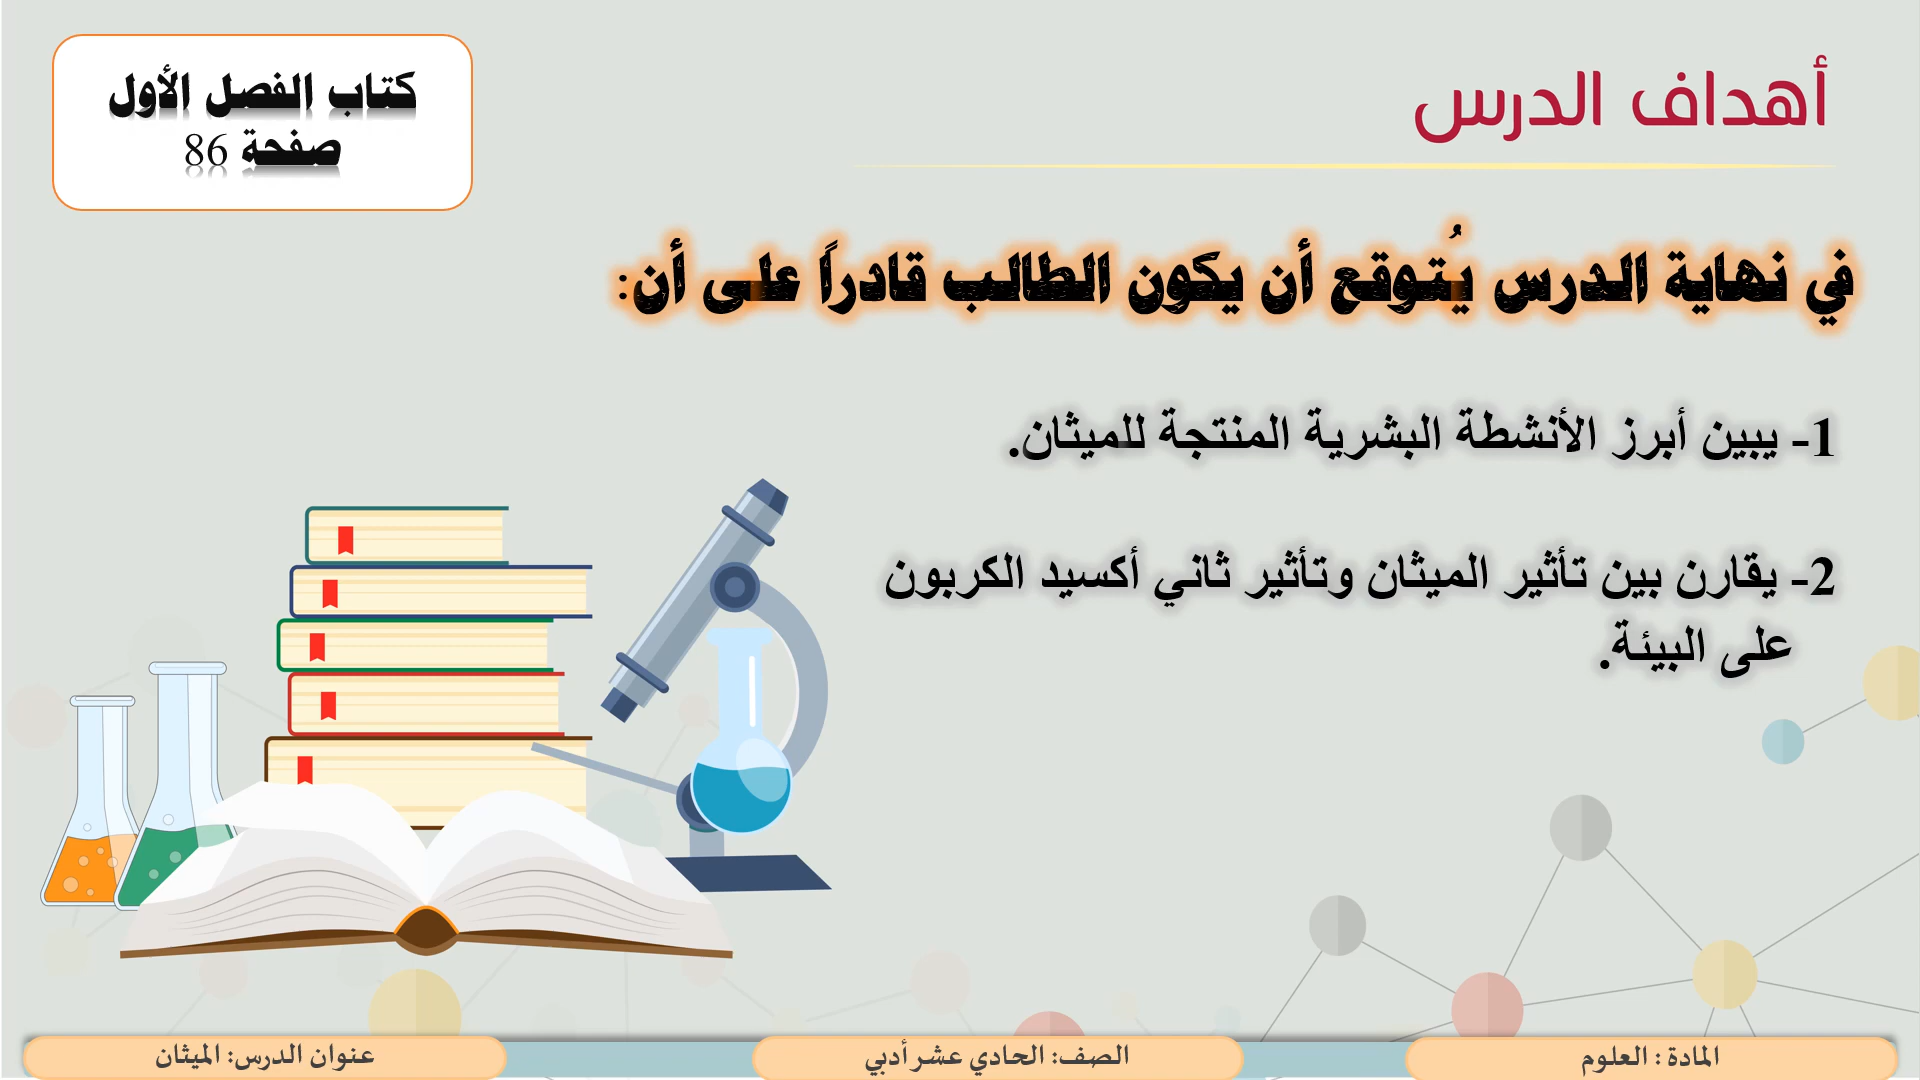 أهداف الدرس
كتاب الفصل الأول
صفحة 86
في نهاية الدرس يُتوقع أن يكون الطالب قادراً على أن:
1- يبين أبرز الأنشطة البشرية المنتجة للميثان.
2- يقارن بين تأثير الميثان وتأثير ثاني أكسيد الكربون
على البيئة.
المادة : العلوم
الصف: الحادي عشر أدبي
عنوان الدرس: الميثان